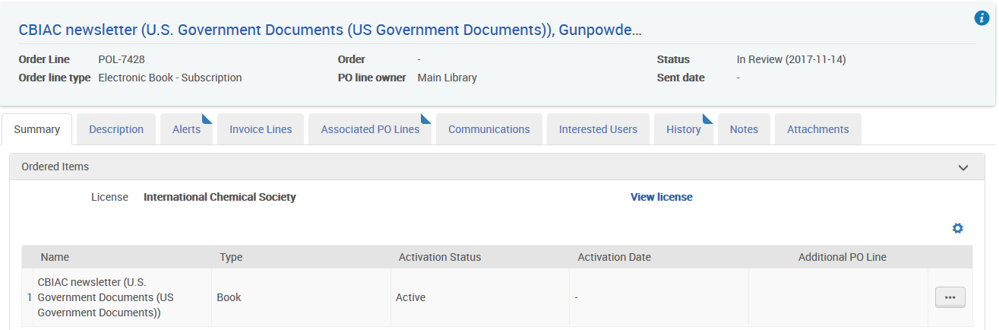 CBIAC newsletter (U.S. Government Documents (US Government Documents)), Gunpowde...
Order Line POL-7428 Order - Status In Review (2017-11-14)
Order line type Electronic Book - Subscription PO line owner Main Library Sent date -
Summary Description Alerts Invoice Lines Associated PO Lines Communications Interested Users History Notes Attachments
Ordered Items
License International Chemical Society View license
Name Type Activation Status Activation Date Additional PO Line
1 CBIAC newsletter (U.S. Government Documents (US Government Documents)) Book Active -